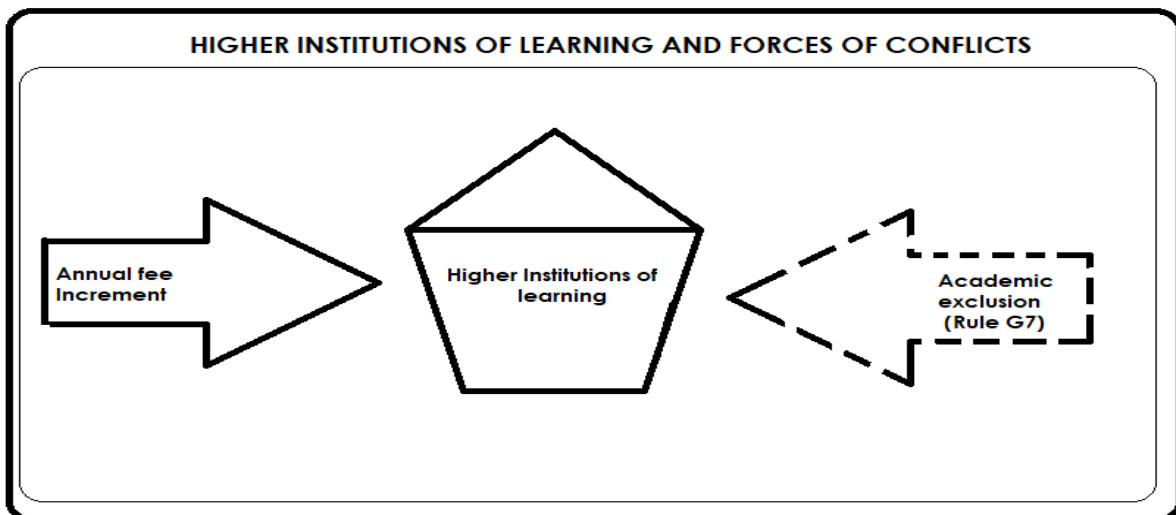 HIGHER INSTITUTIONS OF LEARNING AND FORCES OF CONFLICTS
Annual fee
Increment
Higher Institutions of
learning
Academic
exclusion
(Rule G7)